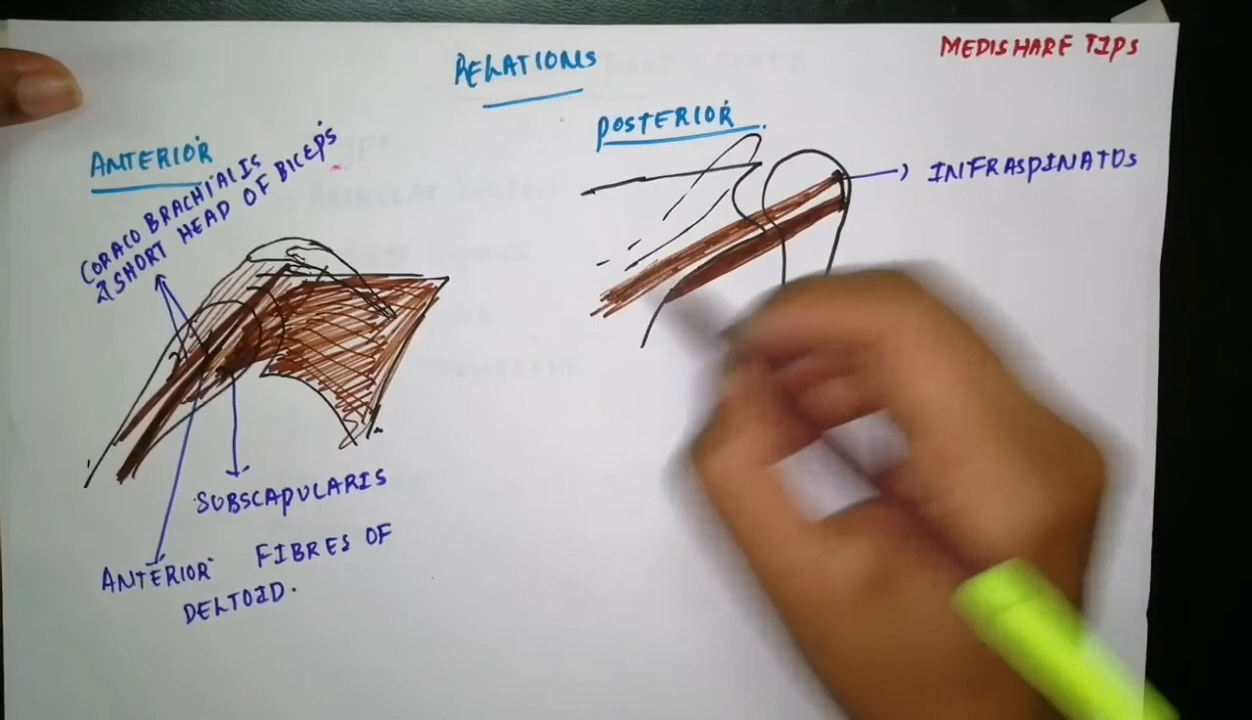 RELATIONS
MEDISHARE TIPS
ANTERIOR
CORACO BRACHIALIS
& SHORT HEAD OF BICEPS
SUBSCAPULARIS
ANTERIOR FIBRES OF
DELTOID.
POSTERIOR
INFRASPINATUS